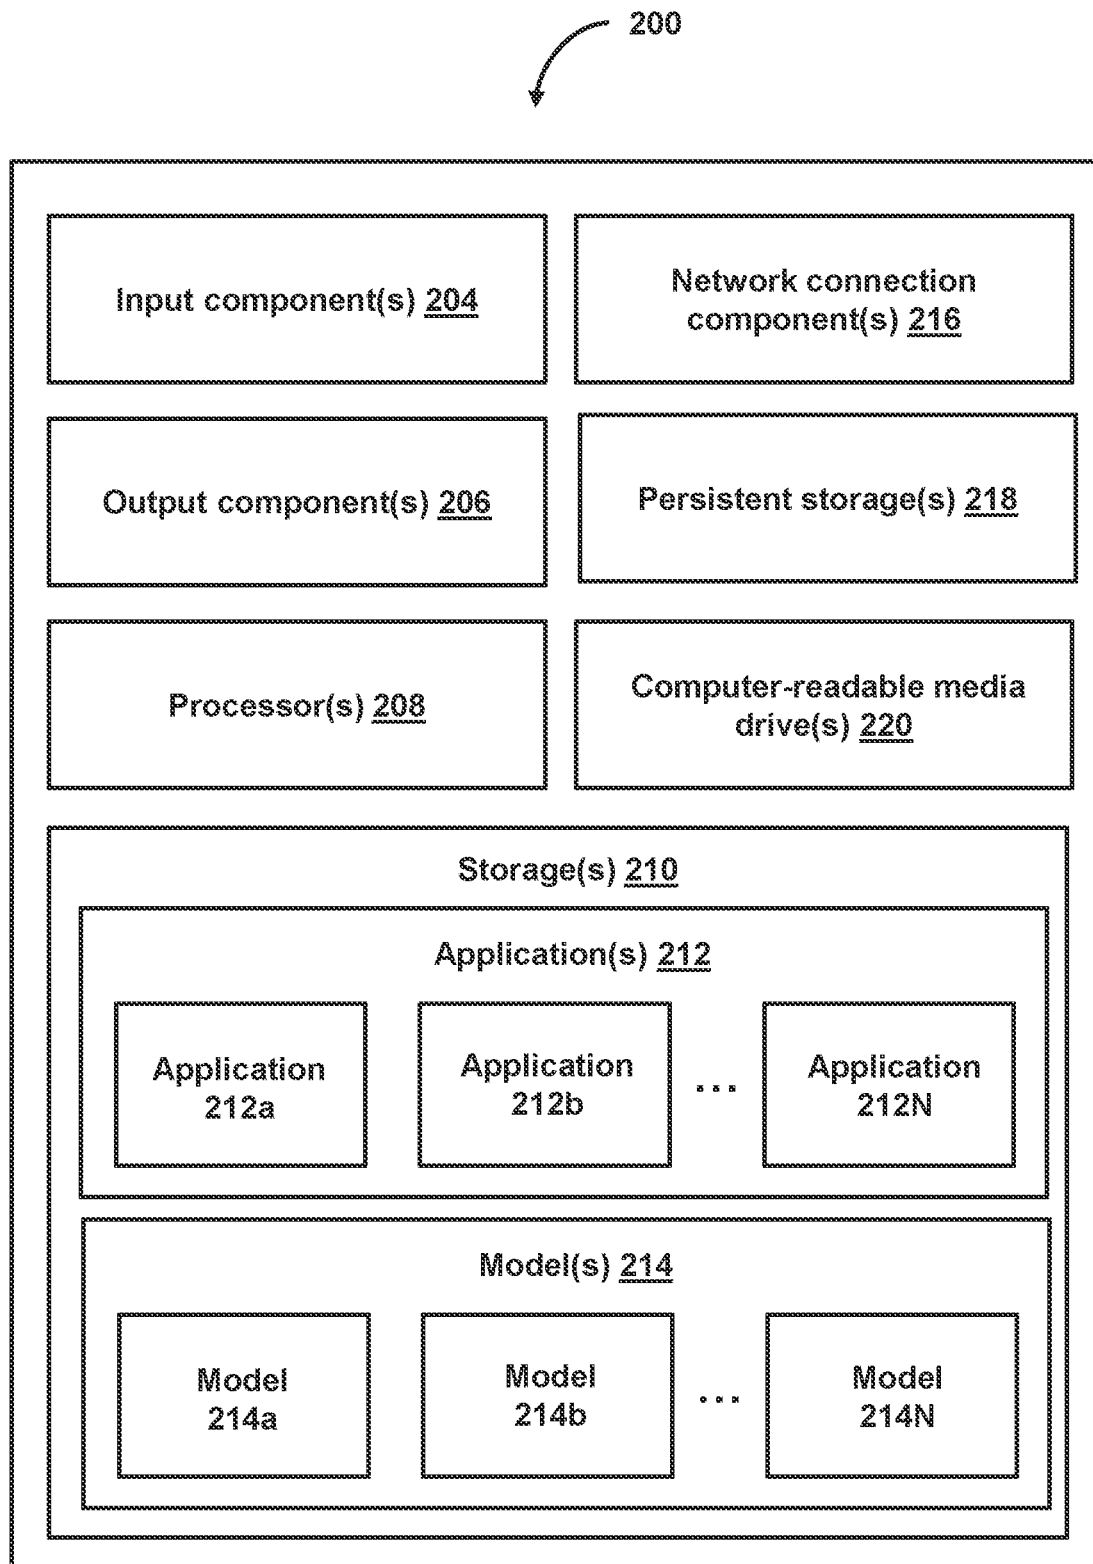 200
Input component(s) 204
Network connection
component(s) 216
Output component(s) 206
Persistent storage(s) 218
Processor(s) 208
Computer-readable media
drive(s) 220
Storage(s) 210
Application(s) 212
Application
212a
Application
212b
...
Application
212N
Model(s) 214
Model
214a
Model
214b
...
Model
214N